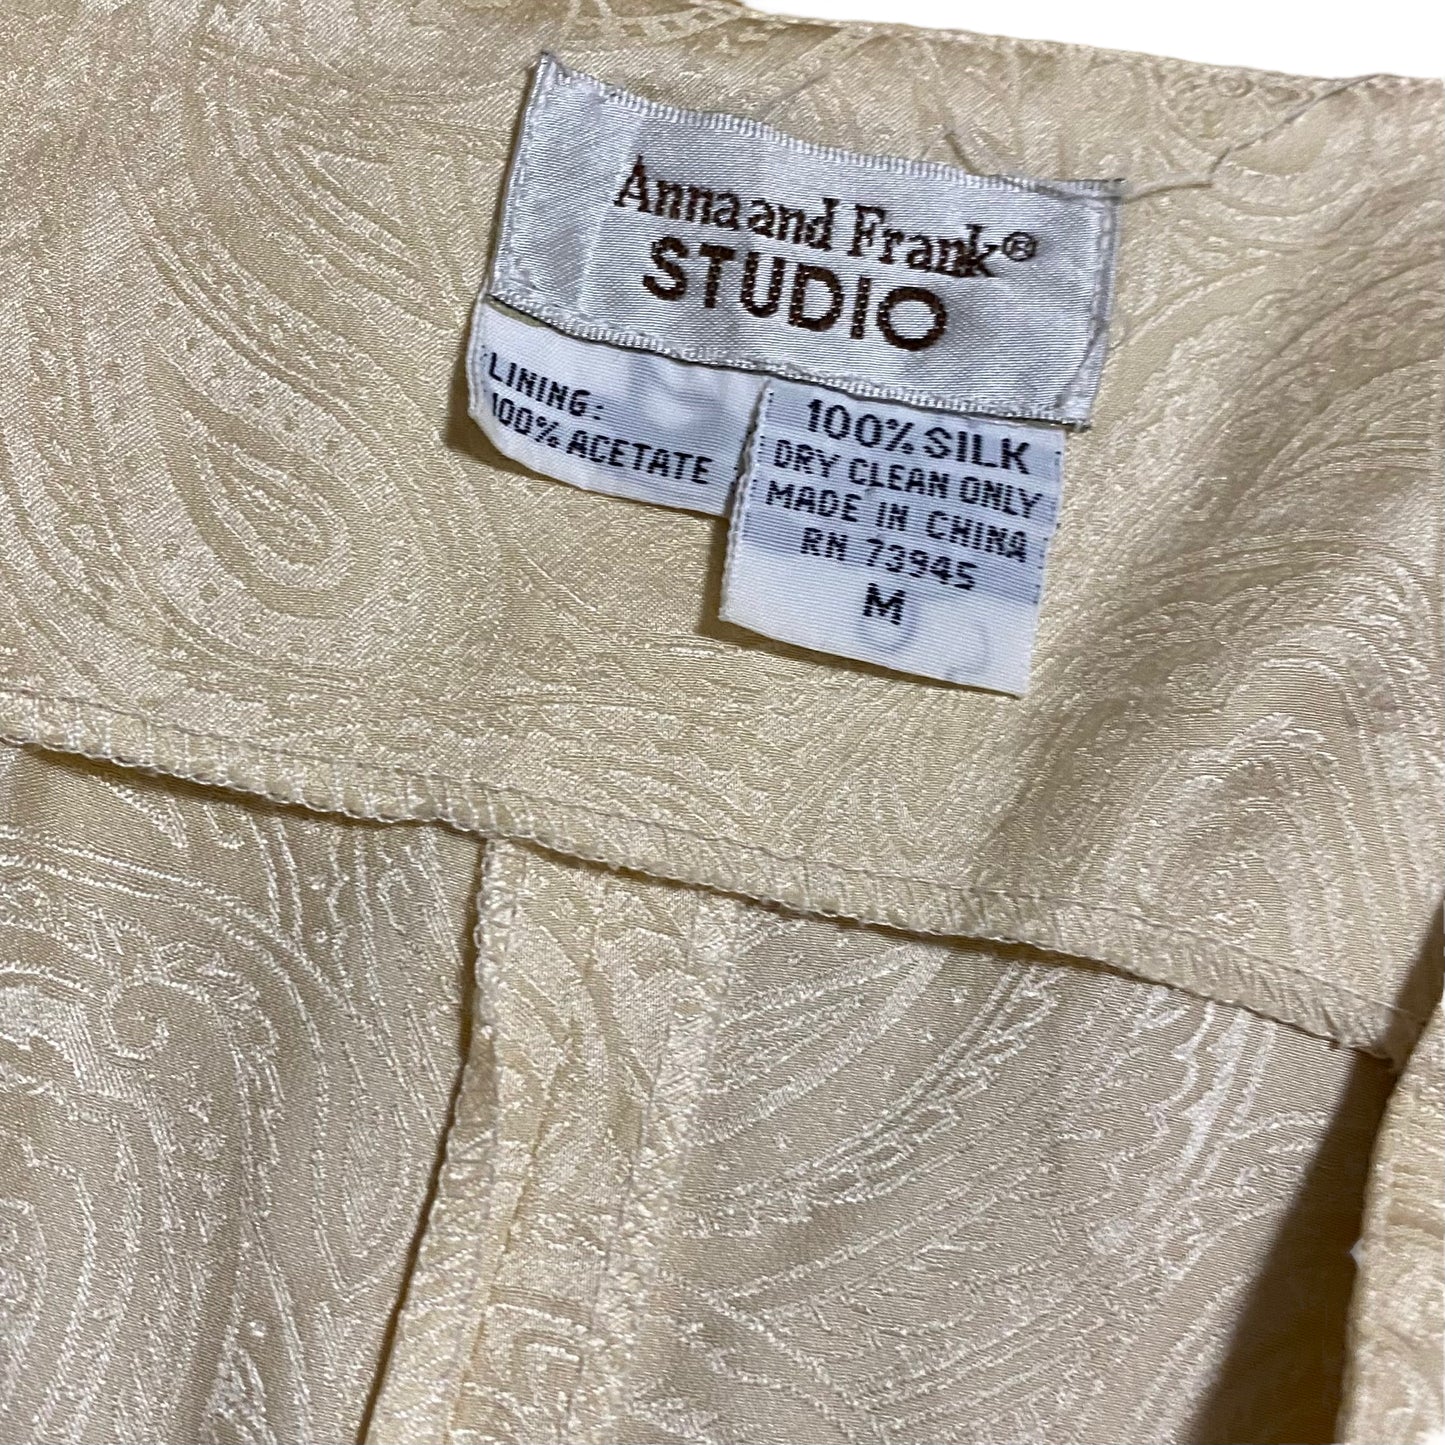 Anna and Frank®
STUDIO
LINING:
100% ACETATE
100% SILK
DRY CLEAN ONLY
MADE IN CHINA
RN 73945
M